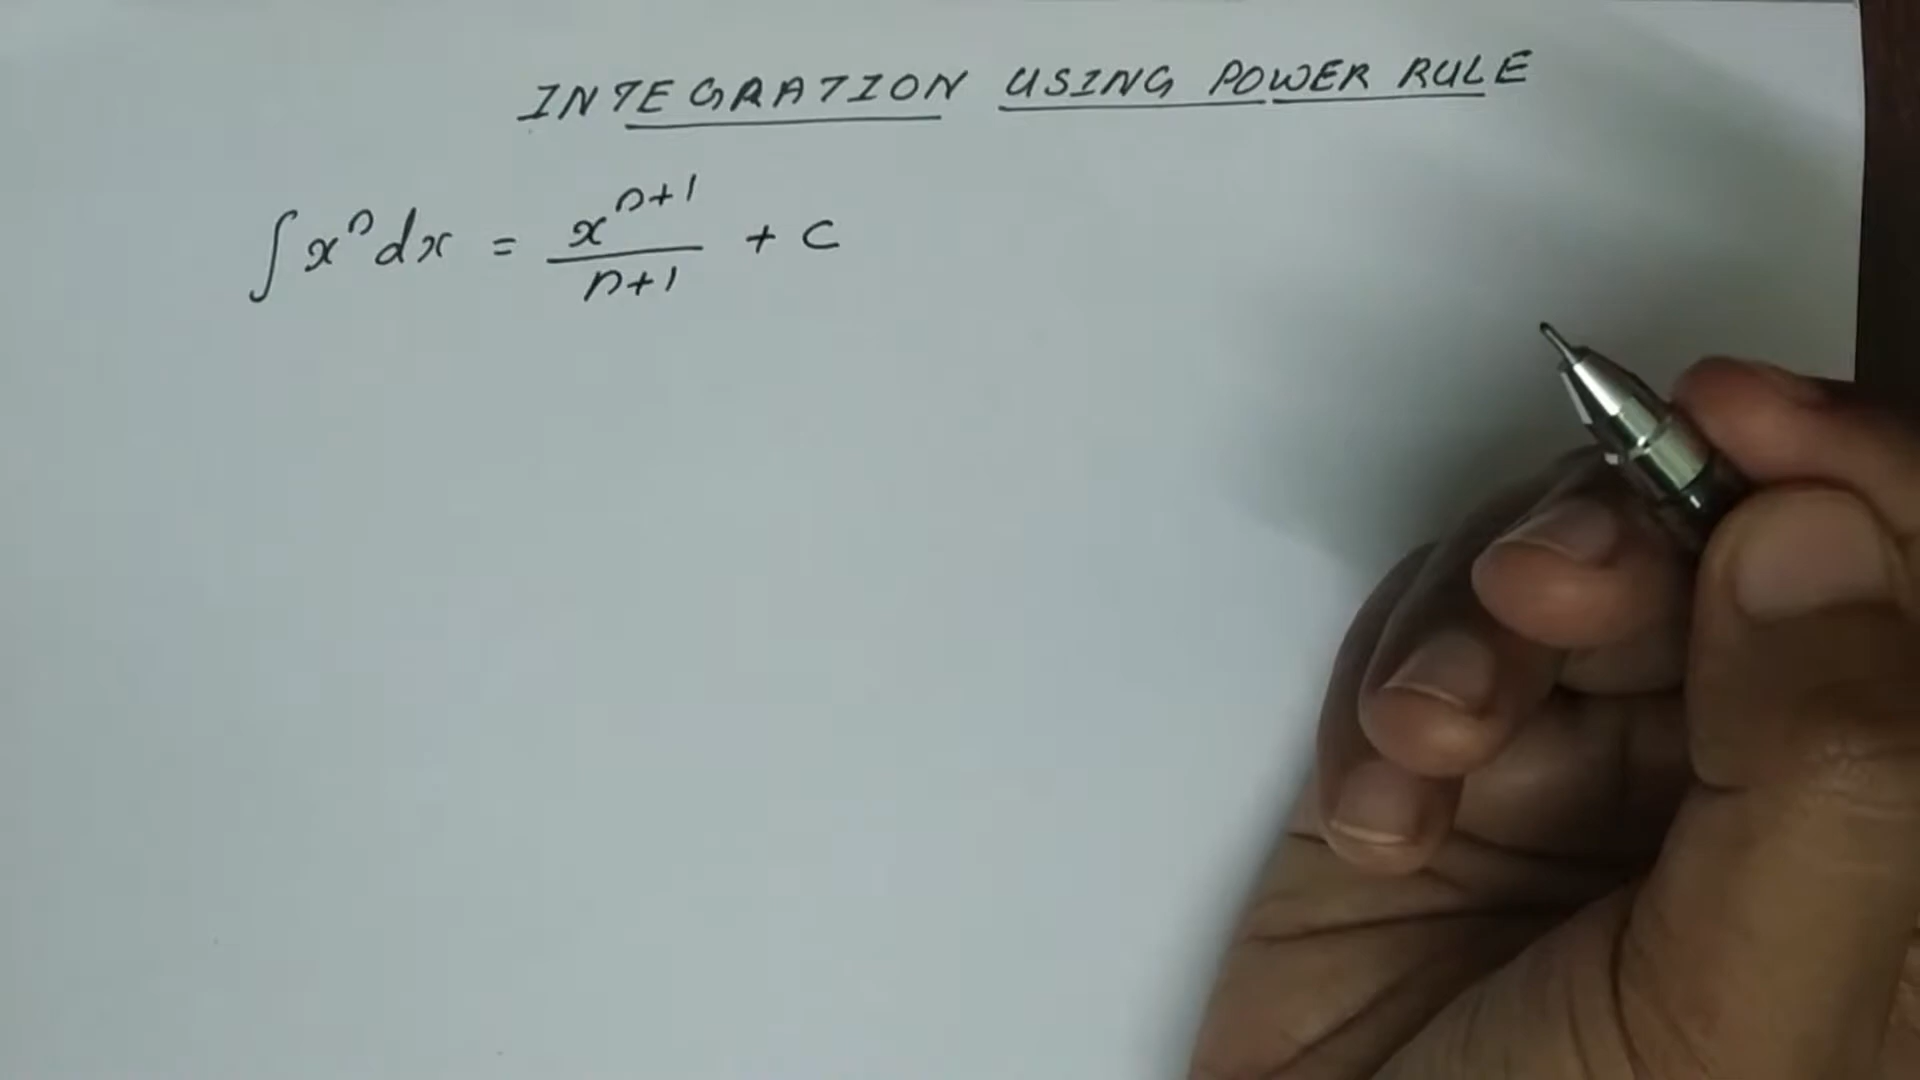 INTEGRATION USING POWER RULE
∫xⁿdx = xⁿ⁺¹/n+1 + c